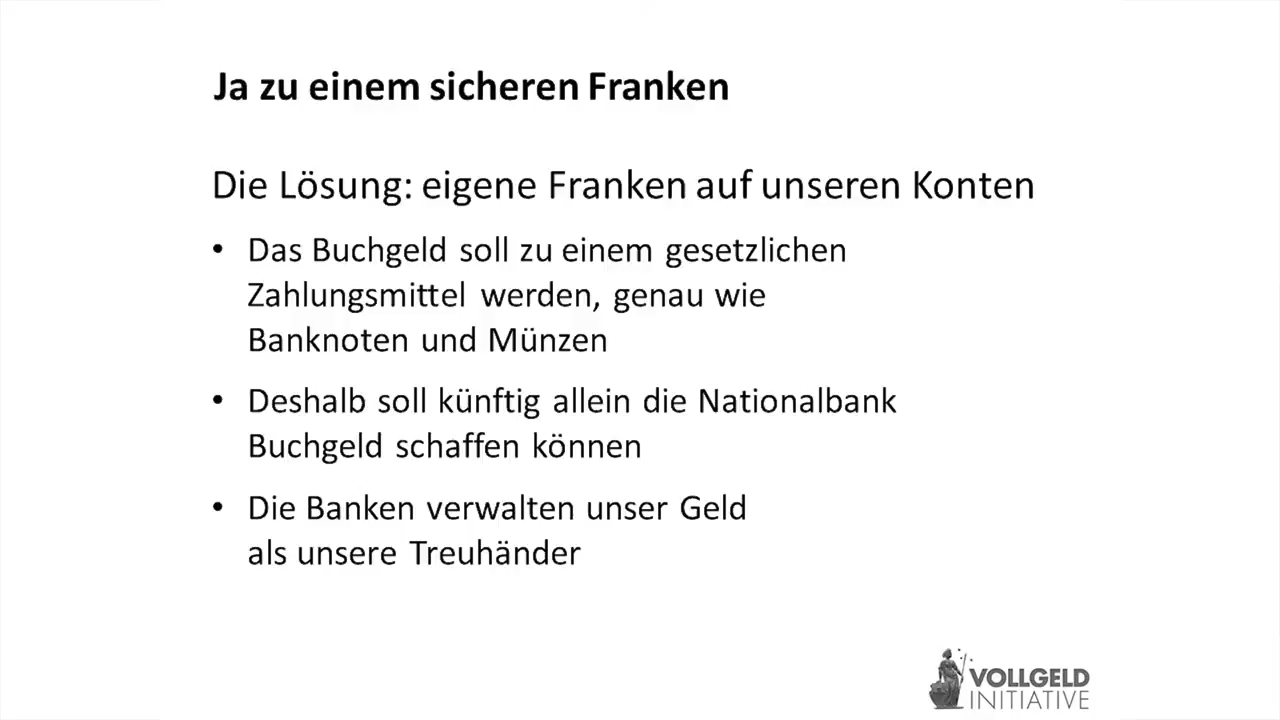 Ja zu einem sicheren Franken
Die Lösung: eigene Franken auf unseren Konten
• Das Buchgeld soll zu einem gesetzlichen
Zahlungsmittel werden, genau wie
Banknoten und Münzen
• Deshalb soll künftig allein die Nationalbank
Buchgeld schaffen können
• Die Banken verwalten unser Geld
als unsere Treuhänder
VOLLGELD
INITIATIVE